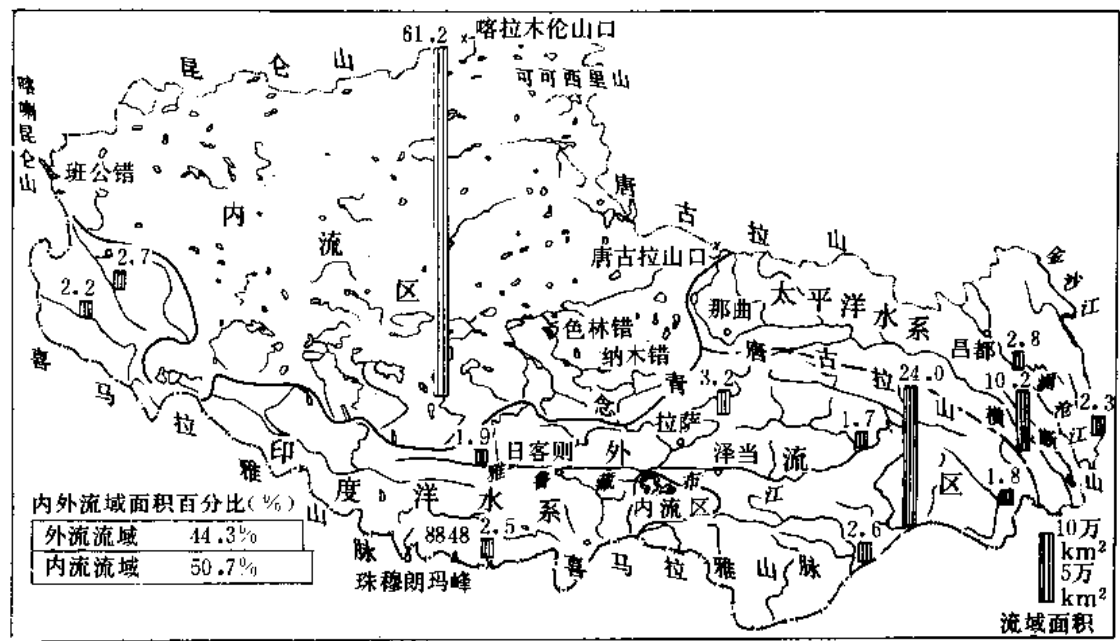 61.2
喀拉木伦山口
昆仑山
可可西里山
喀喇昆仑山
班公错
内流区
唐古拉山
唐古拉山口
金沙江
2.7
2.2
那曲
太平洋水系
色林错
纳木错
昌都
2.8
唐古拉山
24.0
10.2
横断山
澜沧江
2.3
喜马拉雅山脉
青
念
3.2
拉萨
1.7
1.9
日客则
外流区
泽当
雅鲁藏布江
1.8
印度洋水系
内流区
内外流域面积百分比(%)
外流流域 44.3%
内流流域 50.7%
8848
2.5
2.6
珠穆朗玛峰
喜马拉雅山脉
10万
km²
5万
km²
流域面积